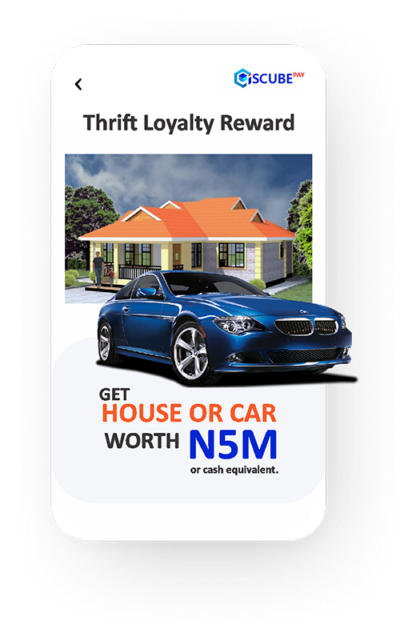 iSCUBE PAY
Thrift Loyalty Reward
GET
HOUSE OR CAR
WORTH N5M
or cash equivalent.